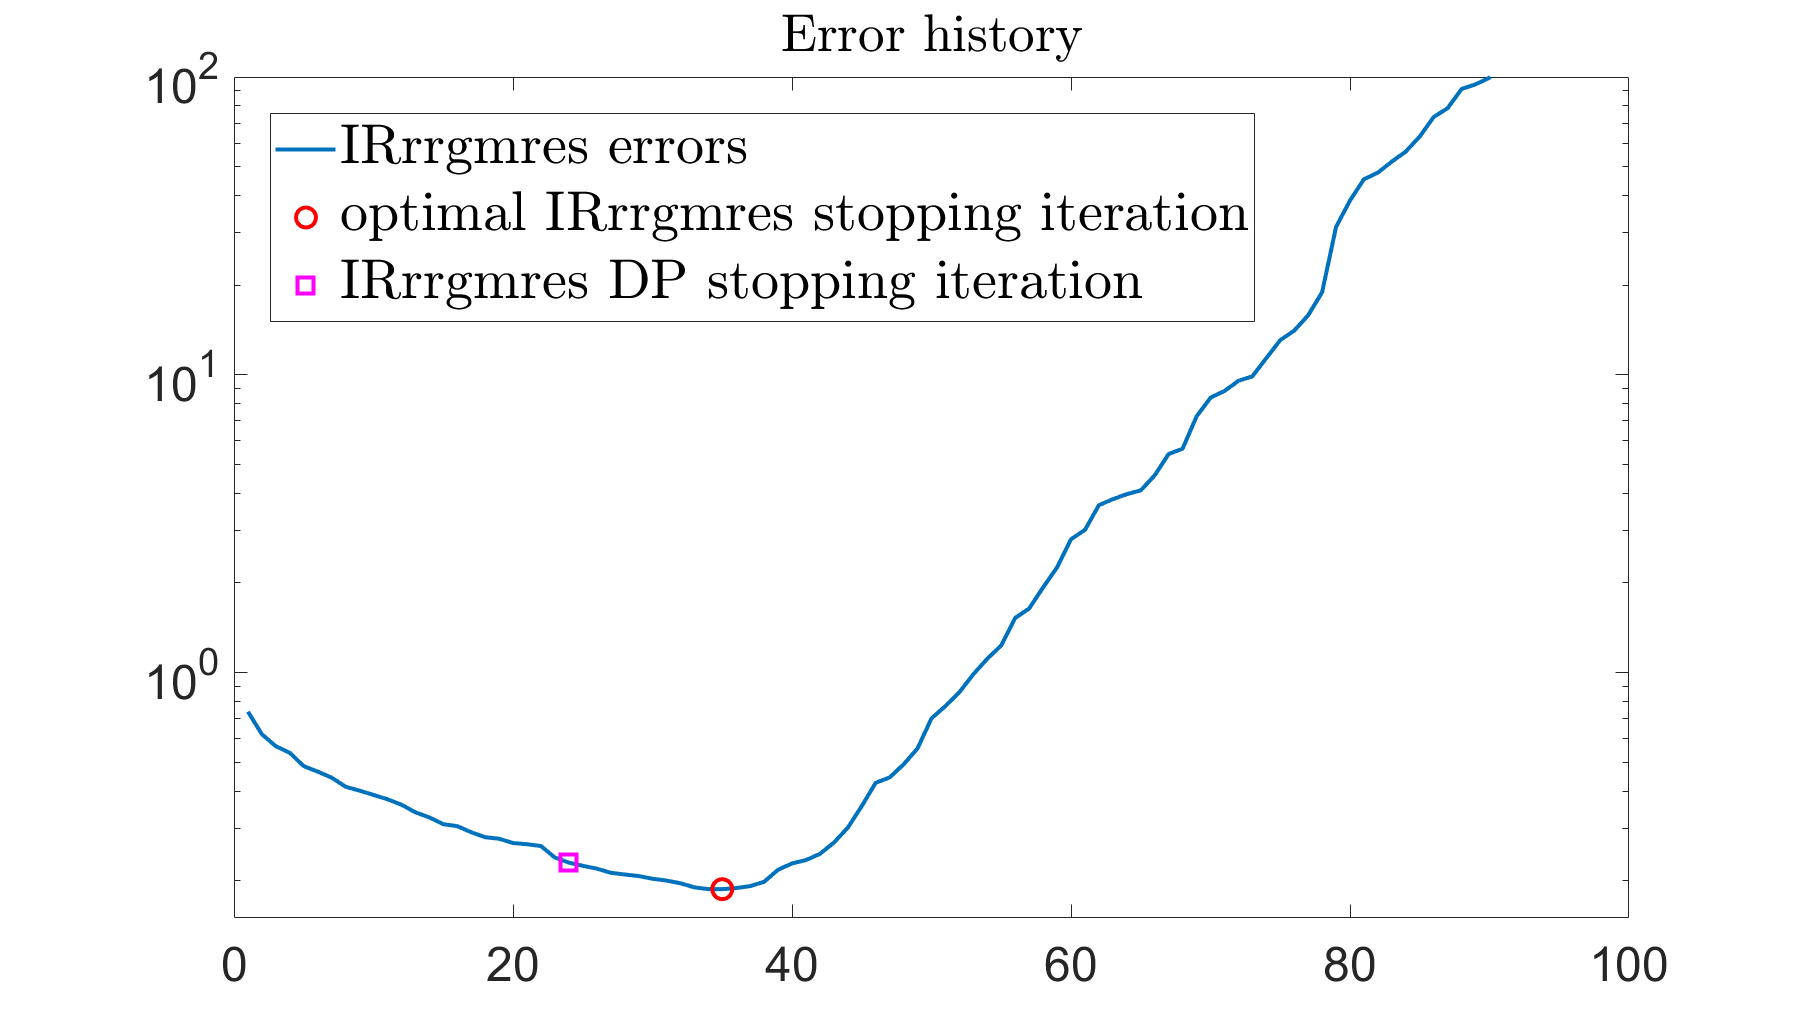 Error history
10^2
IRrrgmres errors
optimal IRrrgmres stopping iteration
IRrrgmres DP stopping iteration
10^1
10^0
0 20 40 60 80 100